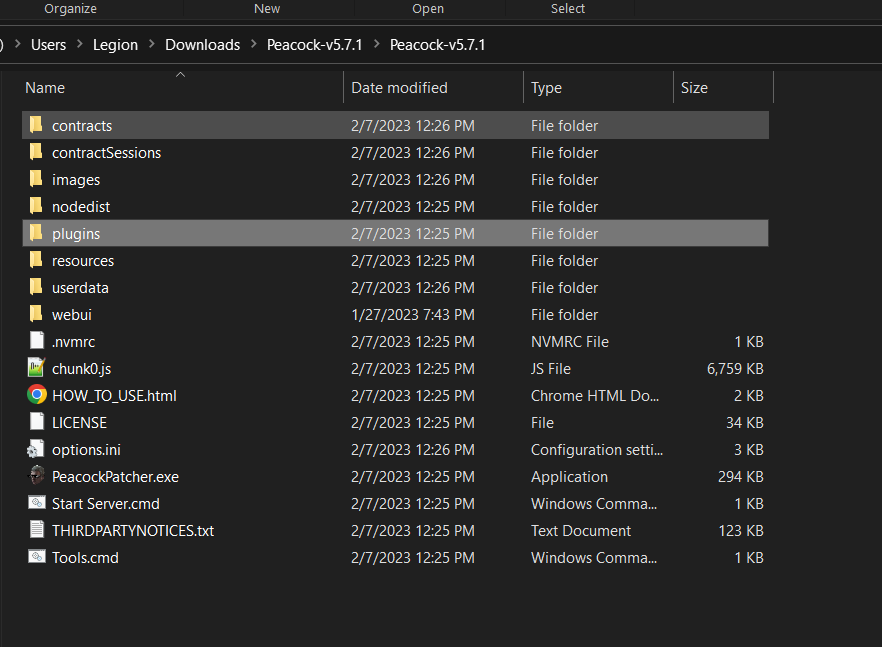 Organize New Open Select
) > Users > Legion > Downloads > Peacock-v5.7.1 > Peacock-v5.7.1
Name Date modified Type Size
contracts 2/7/2023 12:26 PM File folder
contractSessions 2/7/2023 12:26 PM File folder
images 2/7/2023 12:26 PM File folder
nodedist 2/7/2023 12:25 PM File folder
plugins 2/7/2023 12:25 PM File folder
resources 2/7/2023 12:25 PM File folder
userdata 2/7/2023 12:26 PM File folder
webui 1/27/2023 7:43 PM File folder
.nvmrc 2/7/2023 12:25 PM NVMRC File 1 KB
chunk0.js 2/7/2023 12:25 PM JS File 6,759 KB
HOW_TO_USE.html 2/7/2023 12:25 PM Chrome HTML Do... 2 KB
LICENSE 2/7/2023 12:25 PM File 34 KB
options.ini 2/7/2023 12:26 PM Configuration setti... 3 KB
PeacockPatcher.exe 2/7/2023 12:25 PM Application 294 KB
Start Server.cmd 2/7/2023 12:25 PM Windows Comma... 1 KB
THIRDPARTYNOTICES.txt 2/7/2023 12:25 PM Text Document 123 KB
Tools.cmd 2/7/2023 12:25 PM Windows Comma... 1 KB